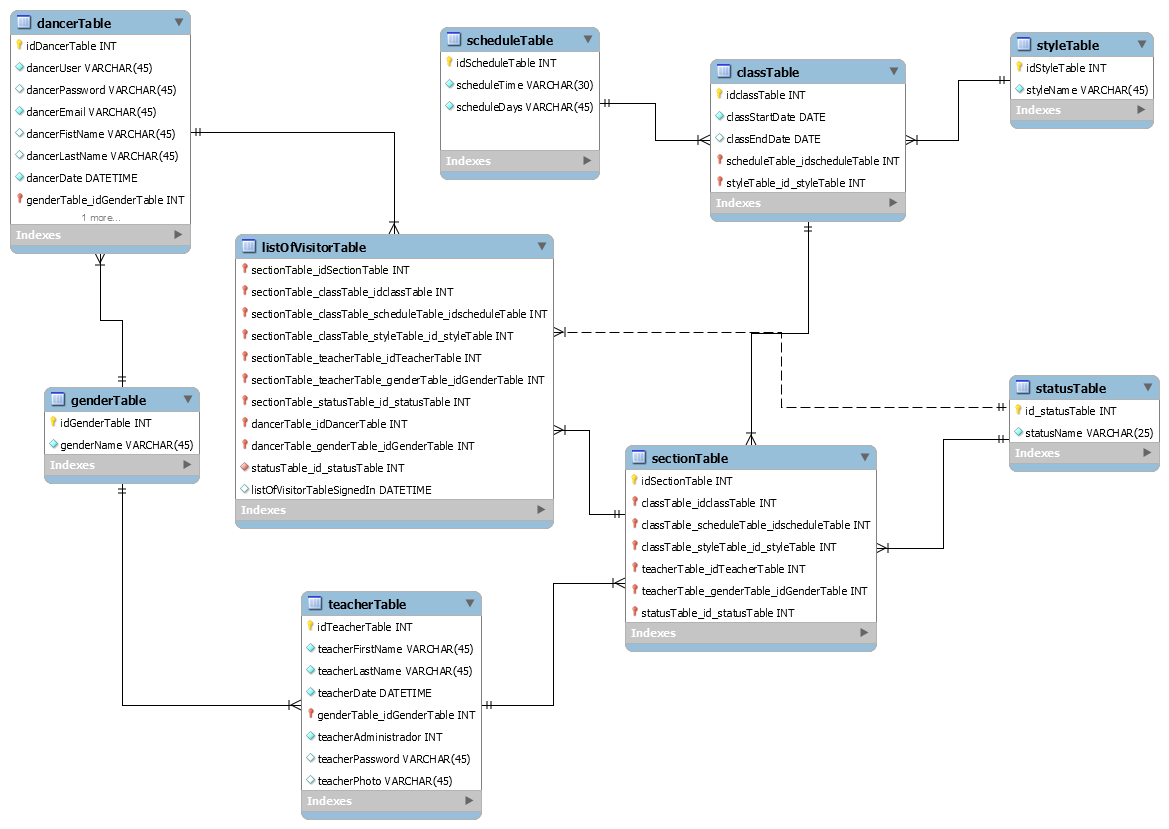 dancerTable
idDancerTable INT
dancerUser VARCHAR(45)
dancerPassword VARCHAR(45)
dancerEmail VARCHAR(45)
dancerFistName VARCHAR(45)
dancerLastName VARCHAR(45)
dancerDate DATETIME
genderTable_idGenderTable INT
1 more...
Indexes
scheduleTable
idScheduleTable INT
scheduleTime VARCHAR(30)
scheduleDays VARCHAR(45)
Indexes
classTable
idclassTable INT
classStartDate DATE
classEndDate DATE
scheduleTable_idscheduleTable INT
styleTable_id_styleTable INT
Indexes
styleTable
idStyleTable INT
styleName VARCHAR(45)
Indexes
listOfVisitorTable
sectionTable_idSectionTable INT
sectionTable_classTable_idclassTable INT
sectionTable_classTable_scheduleTable_idscheduleTable INT
sectionTable_classTable_styleTable_id_styleTable INT
sectionTable_teacherTable_idTeacherTable INT
sectionTable_teacherTable_genderTable_idGenderTable INT
sectionTable_statusTable_id_statusTable INT
dancerTable_idDancerTable INT
dancerTable_genderTable_idGenderTable INT
statusTable_id_statusTable INT
listOfVisitorTableSignedIn DATETIME
Indexes
genderTable
idGenderTable INT
genderName VARCHAR(45)
Indexes
statusTable
id_statusTable INT
statusName VARCHAR(25)
Indexes
sectionTable
idSectionTable INT
classTable_idclassTable INT
classTable_scheduleTable_idscheduleTable INT
classTable_styleTable_id_styleTable INT
teacherTable_idTeacherTable INT
teacherTable_genderTable_idGenderTable INT
statusTable_id_statusTable INT
Indexes
teacherTable
idTeacherTable INT
teacherFirstName VARCHAR(45)
teacherLastName VARCHAR(45)
teacherDate DATETIME
genderTable_idGenderTable INT
teacherAdministrador INT
teacherPassword VARCHAR(45)
teacherPhoto VARCHAR(45)
Indexes